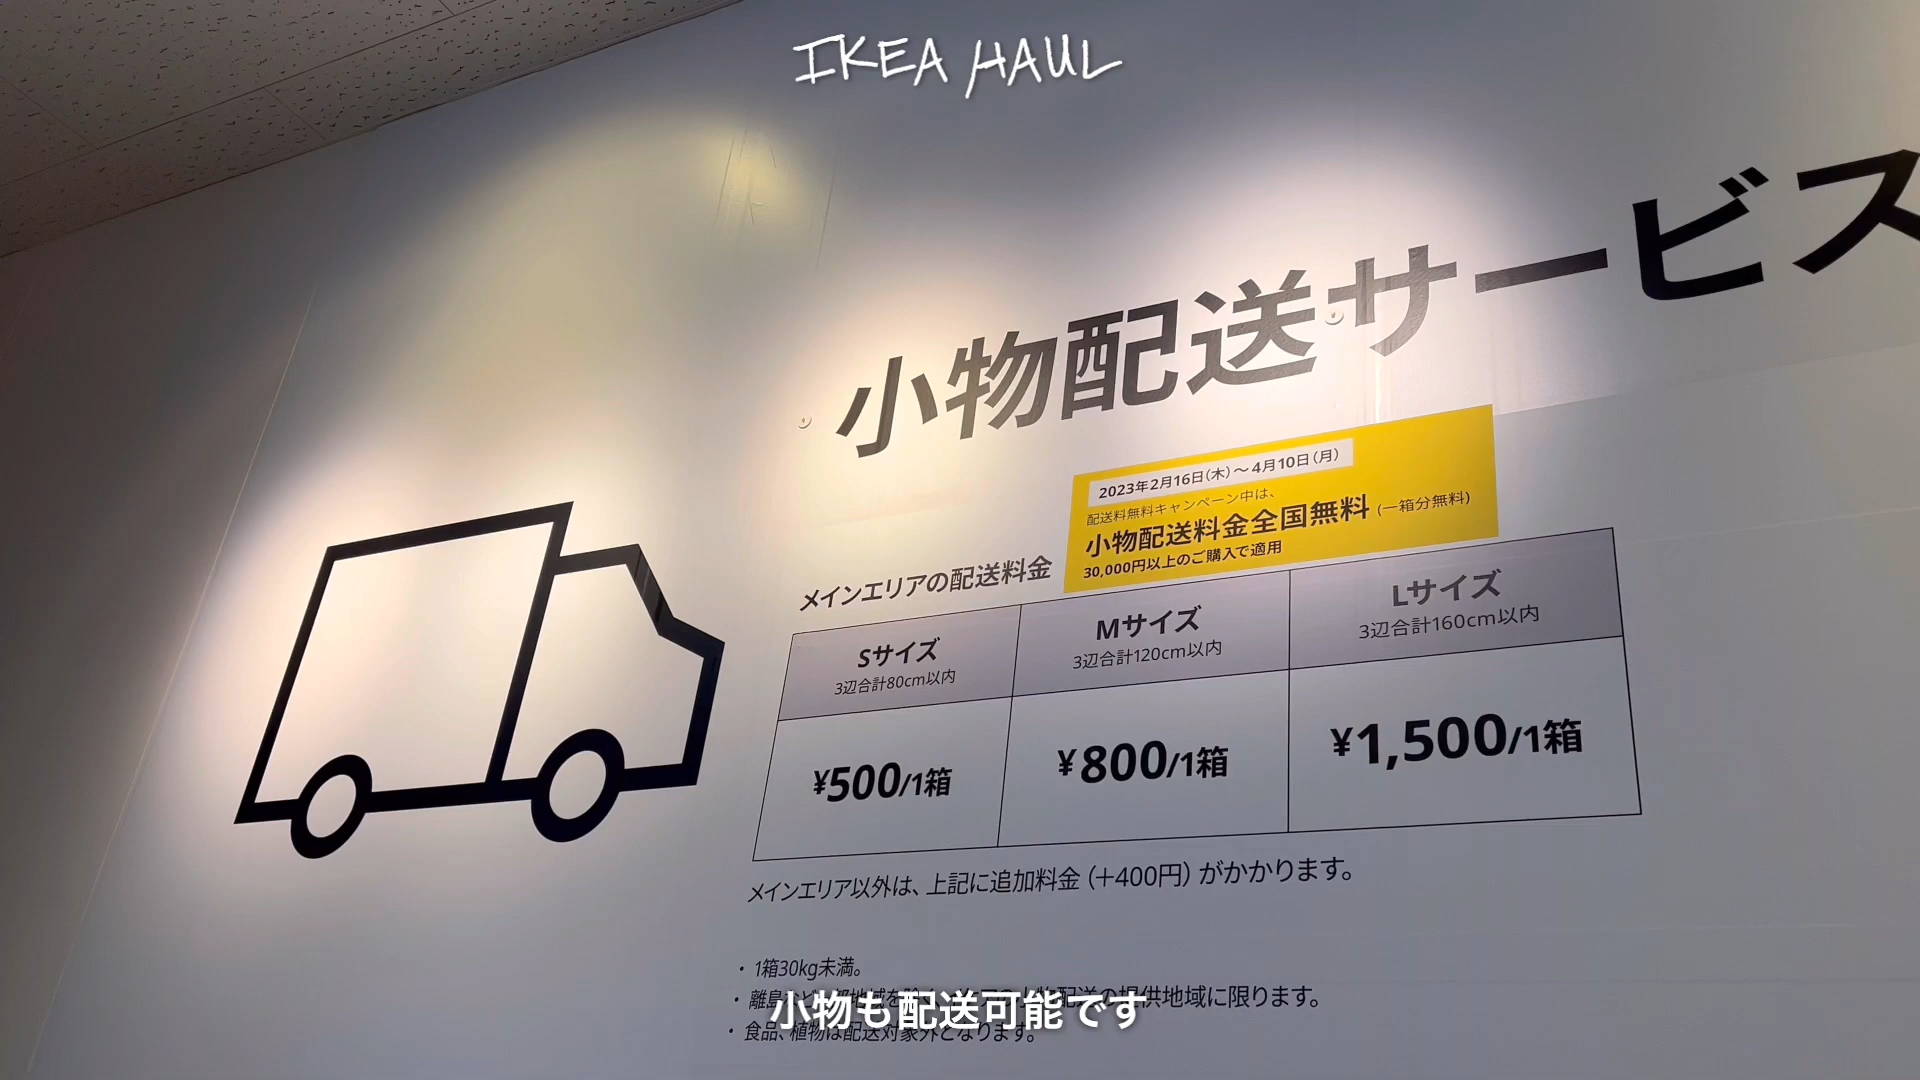 IKEA HAUL
小物配送サービス
2023年2月16日(木)〜4月10日(月)
配送料無料キャンペーン中は、
小物配送料金全国無料(一箱分無料)
30,000円以上のご購入で適用
メインエリアの配送料金
Sサイズ
3辺合計80cm以内
Mサイズ
3辺合計120cm以内
Lサイズ
3辺合計160cm以内
¥500/1箱
¥800/1箱
¥1,500/1箱
メインエリア以外は、上記に追加料金(+400円)がかかります。
・1箱30kg未満。
・離島 提供地域に限ります。
・食品、植物は配送対象外となります。
小物も配送可能です